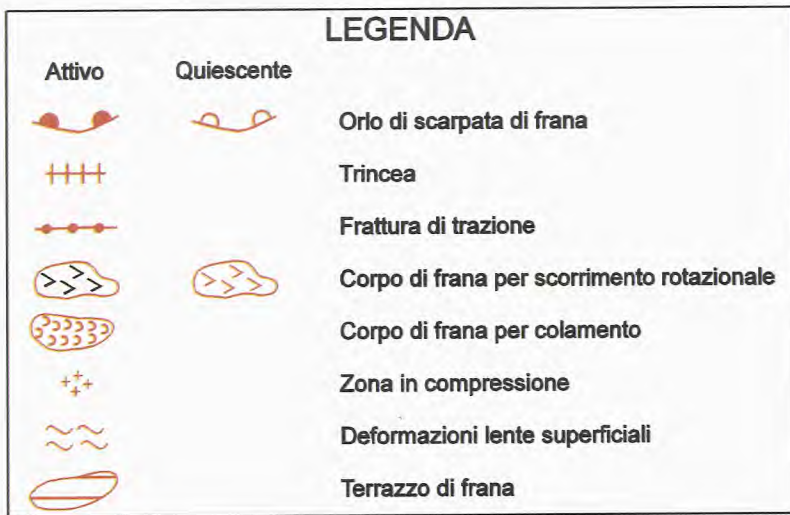 LEGENDA
Attivo Quiescente
Orlo di scarpata di frana
Trincea
Frattura di trazione
Corpo di frana per scorrimento rotazionale
Corpo di frana per colamento
Zona in compressione
Deformazioni lente superficiali
Terrazzo di frana